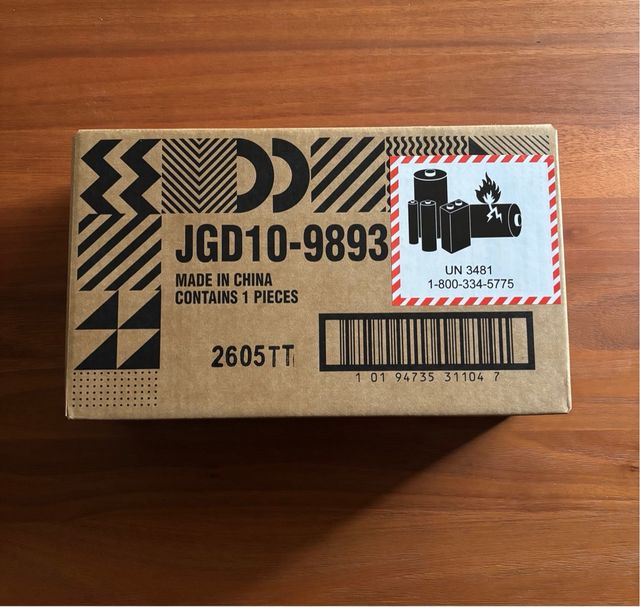 JGD10-9893
MADE IN CHINA
CONTAINS 1 PIECES
UN 3481
1-800-334-5775
2605TT
1 01 94735 31104 7